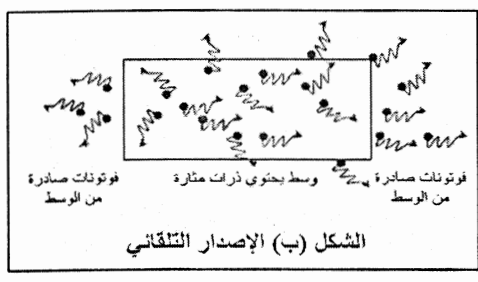 فوتونات صادرة
من الوسط
وسط يحتوي ذرات مثارة
فوتونات صادرة
من الوسط
الشكل (ب) الإصدار التلقائي